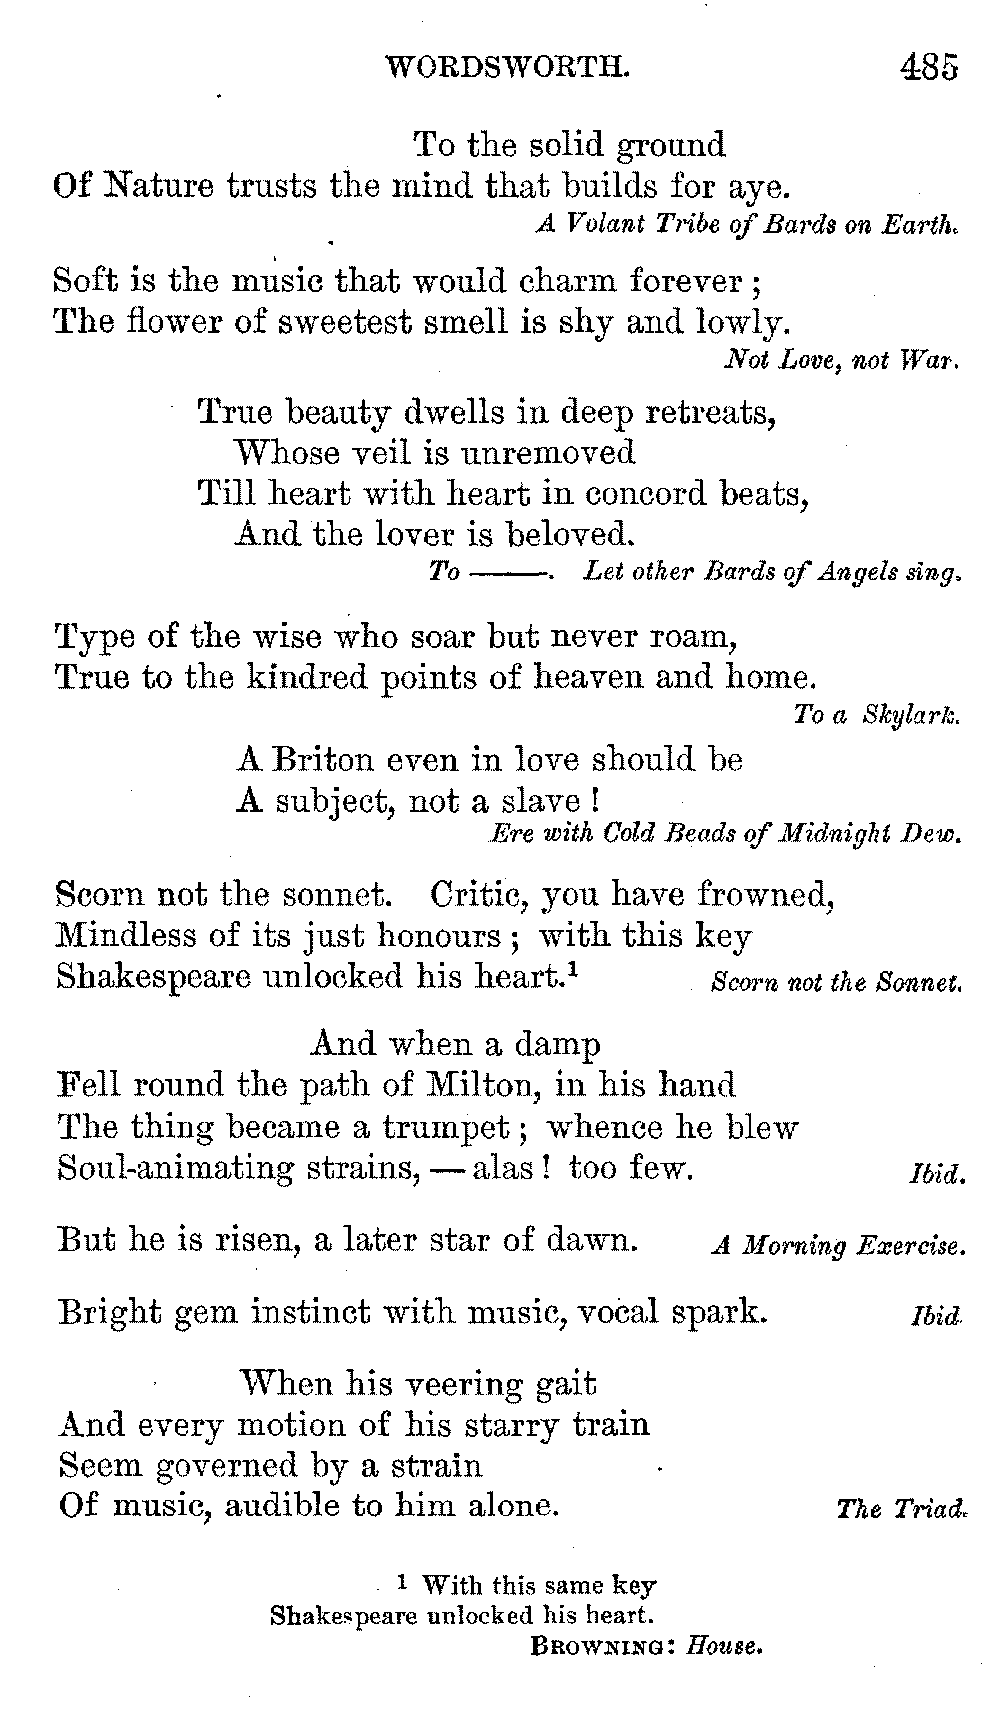 WORDSWORTH. 485
To the solid ground
Of Nature trusts the mind that builds for aye.
A Volant Tribe of Bards on Earth.
Soft is the music that would charm forever ;
The flower of sweetest smell is shy and lowly.
Not Love, not War.
True beauty dwells in deep retreats,
Whose veil is unremoved
Till heart with heart in concord beats,
And the lover is beloved.
To ———. Let other Bards of Angels sing.
Type of the wise who soar but never roam,
True to the kindred points of heaven and home.
To a Skylark.
A Briton even in love should be
A subject, not a slave !
Ere with Cold Beads of Midnight Dew.
Scorn not the sonnet. Critic, you have frowned,
Mindless of its just honours ; with this key
Shakespeare unlocked his heart.¹ Scorn not the Sonnet.
And when a damp
Fell round the path of Milton, in his hand
The thing became a trumpet ; whence he blew
Soul-animating strains, — alas ! too few. Ibid.
But he is risen, a later star of dawn. A Morning Exercise.
Bright gem instinct with music, vocal spark. Ibid.
When his veering gait
And every motion of his starry train
Seem governed by a strain
Of music, audible to him alone. The Triad.
¹ With this same key
Shakespeare unlocked his heart.
BROWNING: House.